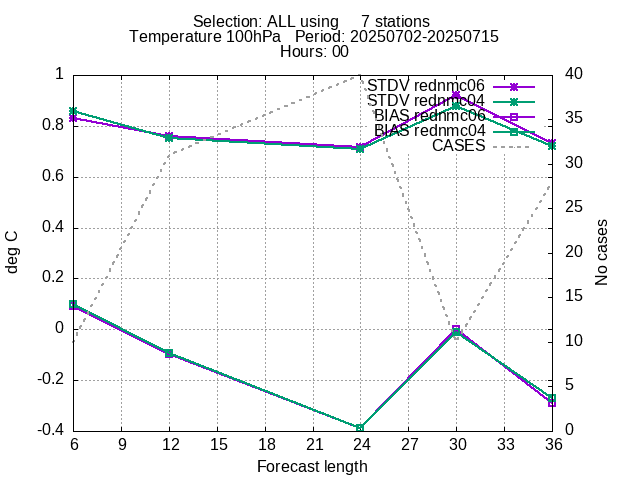 Selection: ALL using     7 stations
Temperature 100hPa   Period: 20250702-20250715
Hours: 00
STDV rednmc06
STDV rednmc04
BIAS rednmc06
BIAS rednmc04
CASES
1
0.8
0.6
0.4
0.2
0
-0.2
-0.4
40
35
30
25
20
15
10
5
0
deg C
No cases
6 9 12 15 18 21 24 27 30 33 36
Forecast length